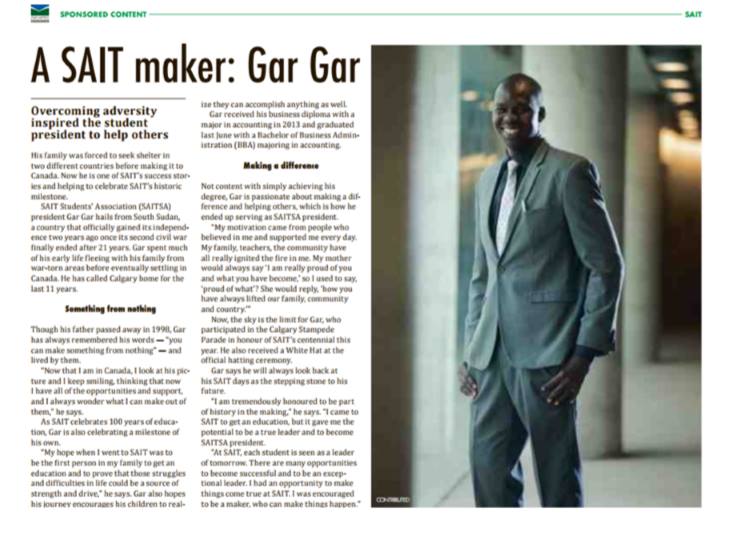 SPONSORED CONTENT
SAIT
A SAIT maker: Gar Gar
Overcoming adversity
inspired the student
president to help others
His family was forced to seek shelter in
two different countries before making it to
Canada. Now he is one of SAIT's success stor-
ies and helping to celebrate SAIT's historic
milestone.
SAIT Students' Association (SAITSA)
president Gar Gar hails from South Sudan,
a country that officially gained its independ-
ence two years ago once its second civil war
finally ended after 21 years. Gar spent much
of his early life fleeing with his family from
war-torn areas before eventually settling in
Canada. He has called Calgary home for the
last 11 years.
Something from nothing
Though his father passed away in 1998, Gar
has always remembered his words — "you
can make something from nothing" — and
lived by them.
"Now that I am in Canada, I look at his pic-
ture and I keep smiling, thinking that now
I have all of the opportunities and support,
and I always wonder what I can make out of
them," he says.
As SAIT celebrates 100 years of educa-
tion, Gar is also celebrating a milestone of
his own.
"My hope when I went to SAIT was to
be the first person in my family to get an
education and to prove that those struggles
and difficulties in life could be a source of
strength and drive," he says. Gar also hopes
his journey encourages his children to real-
ize they can accomplish anything as well.
Gar received his business diploma with a
major in accounting in 2013 and graduated
last June with a Bachelor of Business Admin-
istration (BBA) majoring in accounting.
Making a difference
Not content with simply achieving his
degree, Gar is passionate about making a dif-
ference and helping others, which is how he
ended up serving as SAITSA president.
"My motivation came from people who
believed in me and supported me every day.
My family, teachers, the community have
all really ignited the fire in me. My mother
would always say 'I am really proud of you
and what you have become,' so I used to say,
'proud of what'? She would reply, 'how you
have always lifted our family, community
and country.'"
Now, the sky is the limit for Gar, who
participated in the Calgary Stampede
Parade in honour of SAIT's centennial this
year. He also received a White Hat at the
official hatting ceremony.
Gar says he will always look back at
his SAIT days as the stepping stone to his
future.
"I am tremendously honoured to be part
of history in the making," he says. "I came to
SAIT to get an education, but it gave me the
potential to be a true leader and to become
SAITSA president.
"At SAIT, each student is seen as a leader
of tomorrow. There are many opportunities
to become successful and to be an excep-
tional leader. I had an opportunity to make
things come true at SAIT. I was encouraged
to be a maker, who can make things happen."
CONTRIBUTED